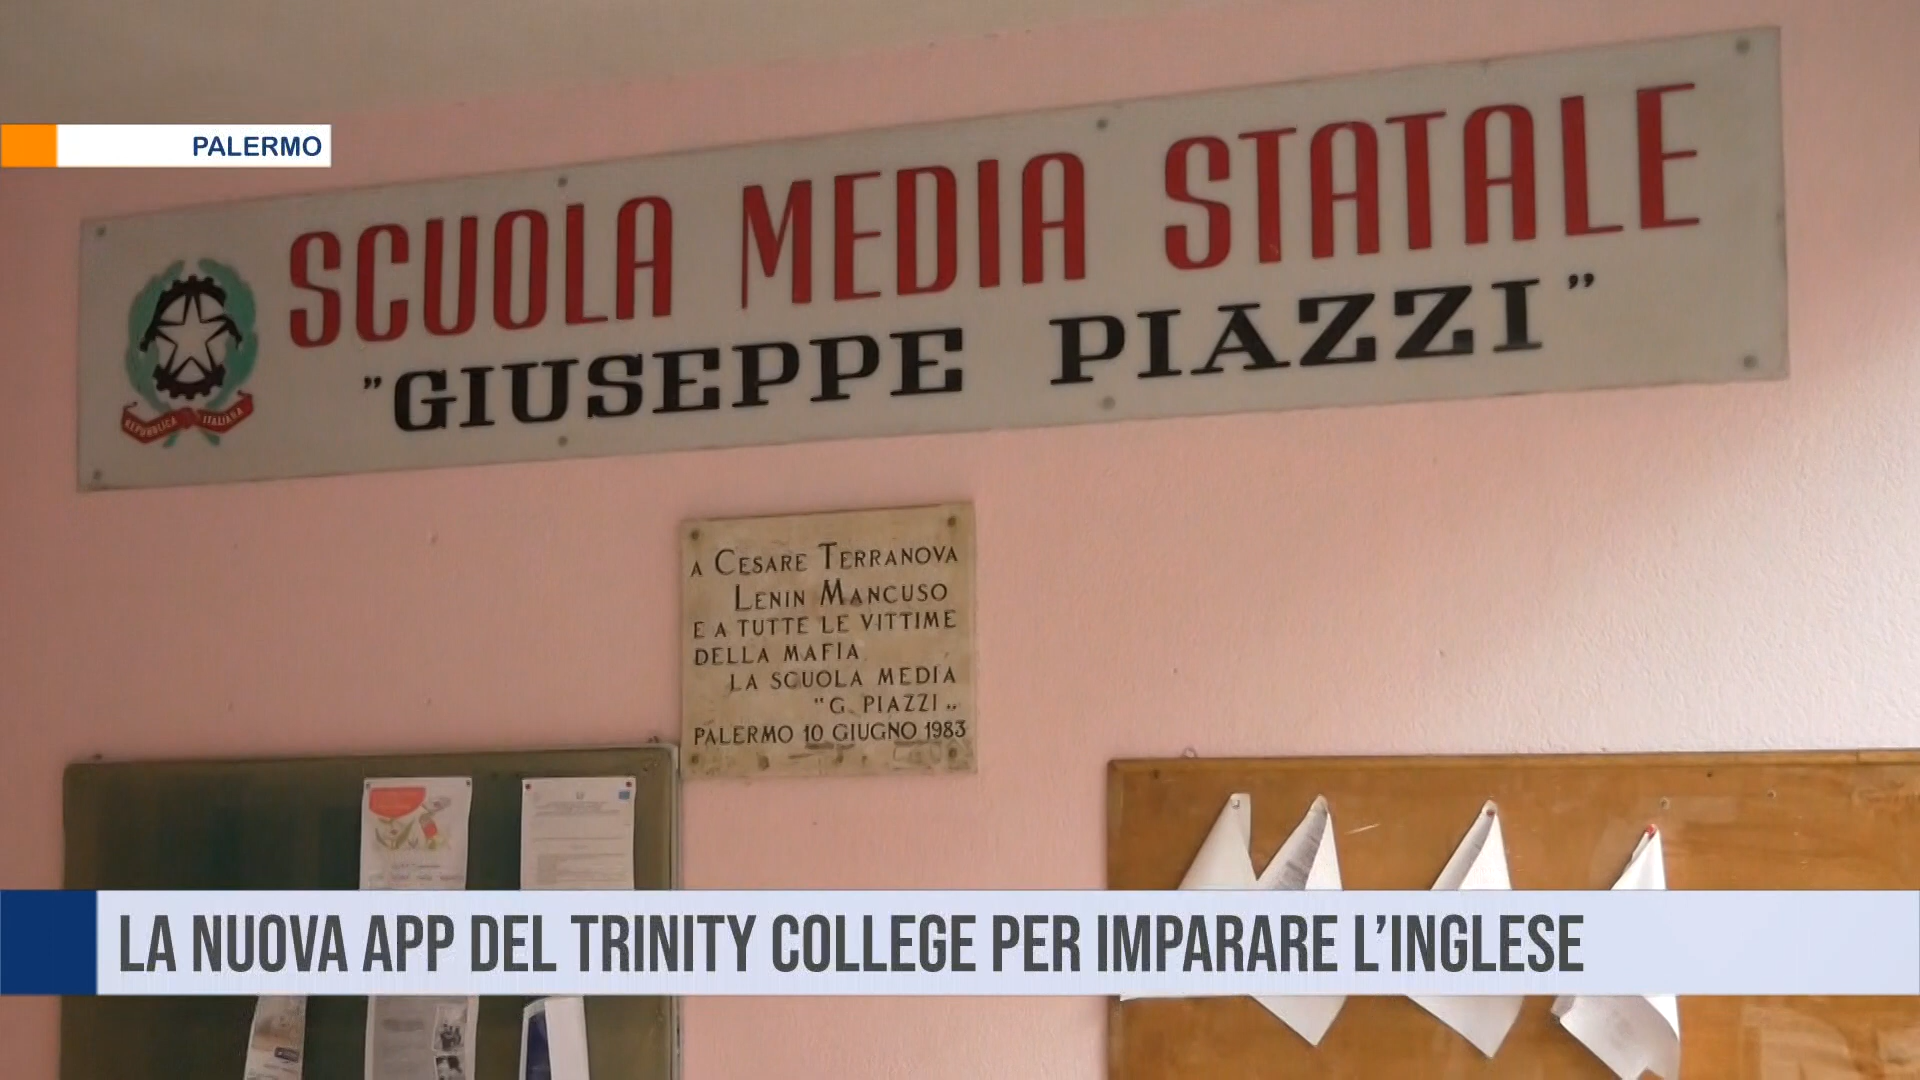 PALERMO
SCUOLA MEDIA STATALE
"GIUSEPPE PIAZZI"
REPUBBLICA ITALIANA
A CESARE TERRANOVA
LENIN MANCUSO
E A TUTTE LE VITTIME
DELLA MAFIA
LA SCUOLA MEDIA
"G. PIAZZI"
PALERMO 10 GIUGNO 1983
LA NUOVA APP DEL TRINITY COLLEGE PER IMPARARE L'INGLESE